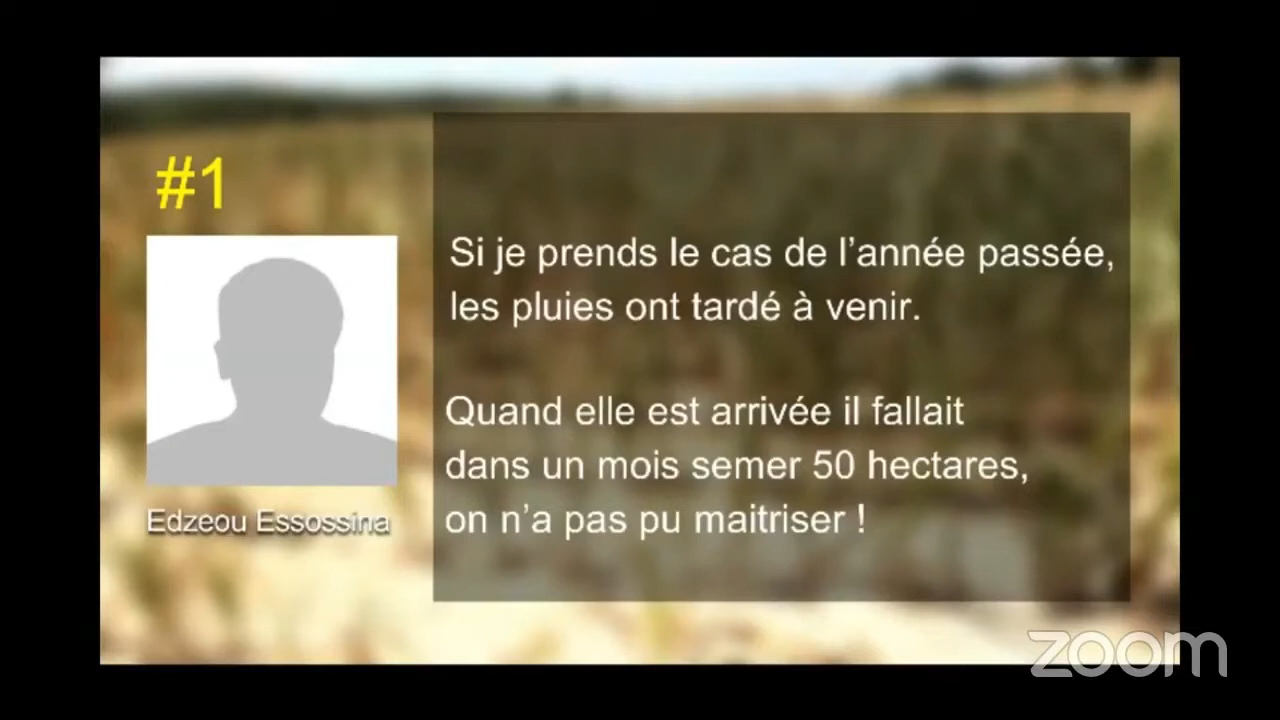 #1
Edzeou Essossina
Si je prends le cas de l’année passée,
les pluies ont tardé à venir.
Quand elle est arrivée il fallait
dans un mois semer 50 hectares,
on n’a pas pu maitriser !
zoom